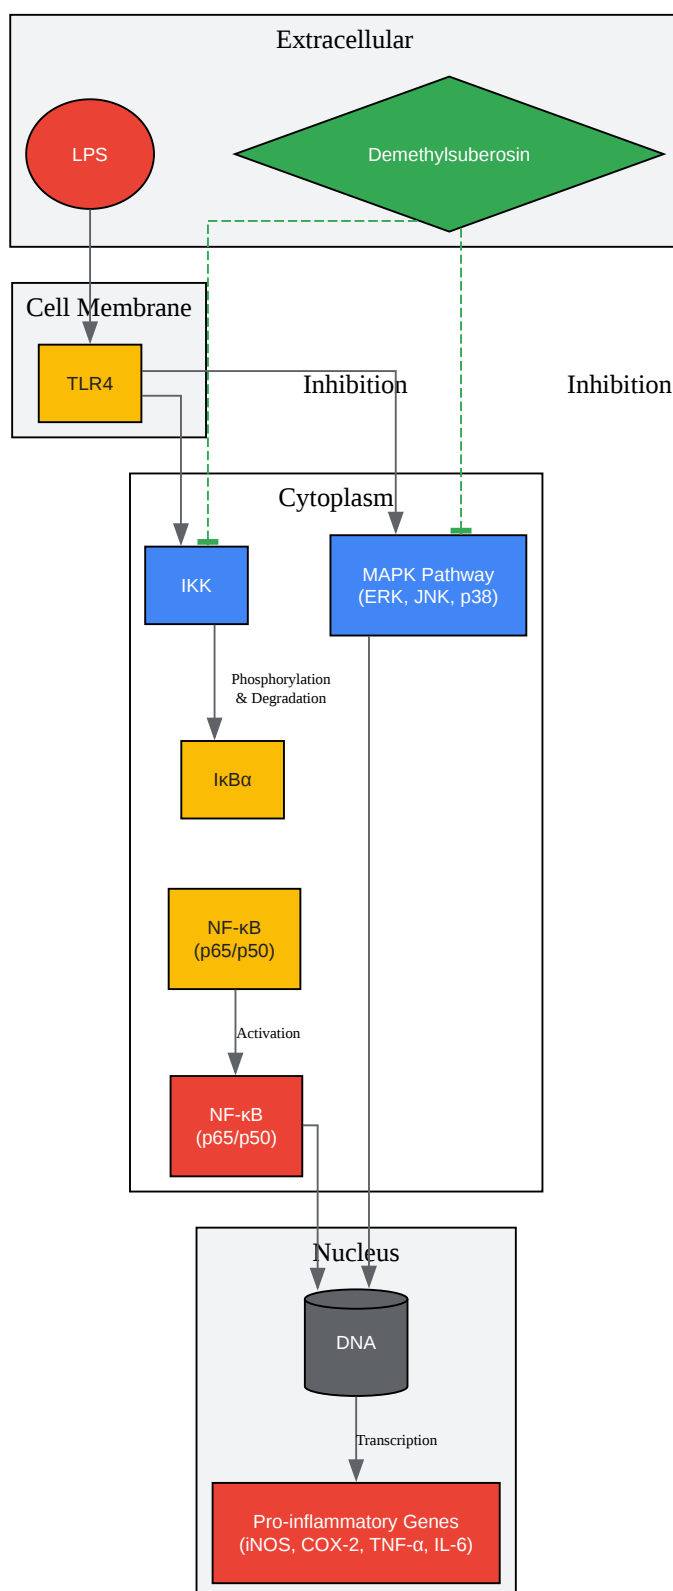 Extracellular
LPS
Demethylsuberosin
Cell Membrane
TLR4
Inhibition
Inhibition
Cytoplasm
IKK
MAPK Pathway
(ERK, JNK, p38)
Phosphorylation
& Degradation
IκBα
NF-κB
(p65/p50)
Activation
NF-κB
(p65/p50)
Nucleus
DNA
Transcription
Pro-inflammatory Genes
(iNOS, COX-2, TNF-α, IL-6)